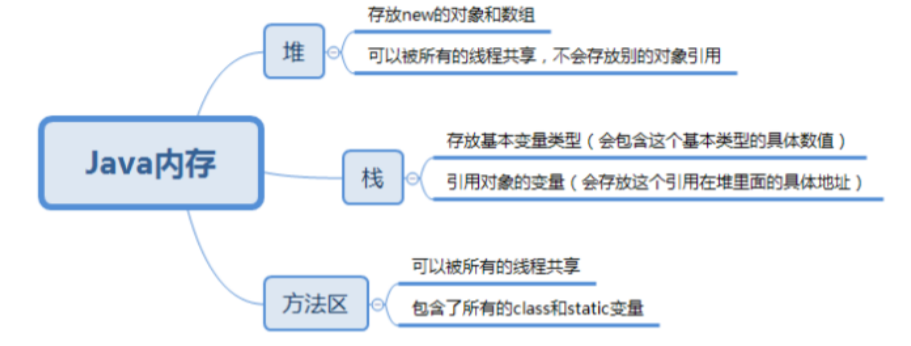 Java内存
堆
存放new的对象和数组
可以被所有的线程共享，不会存放别的对象引用
栈
存放基本变量类型（会包含这个基本类型的具体数值）
引用对象的变量（会存放这个引用在堆里面的具体地址）
方法区
可以被所有的线程共享
包含了所有的class和static变量